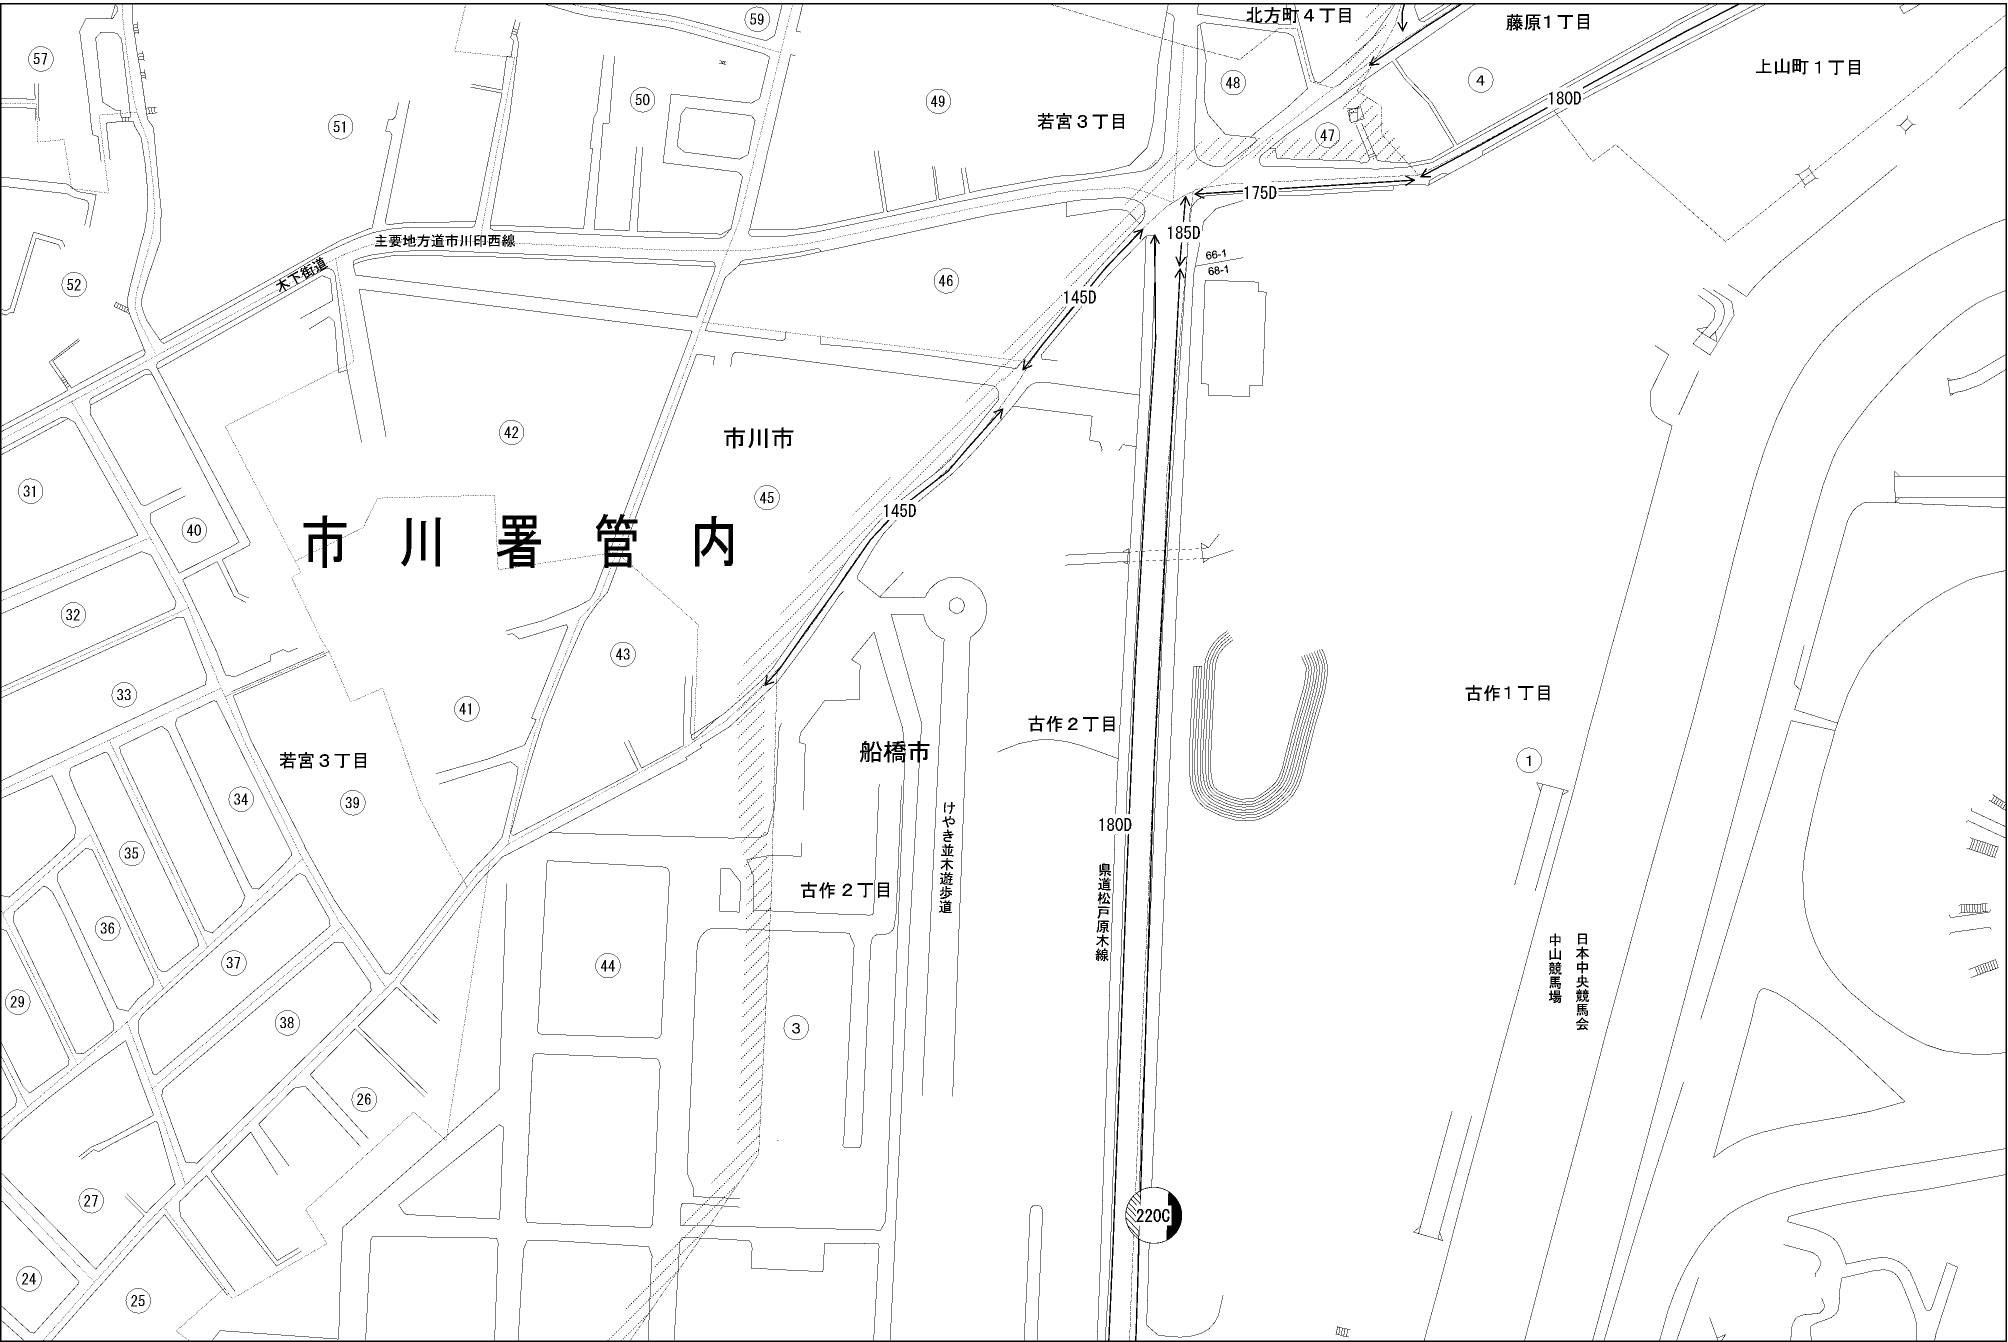 59
北方町４丁目
藤原１丁目
57
上山町１丁目
48
4
50
49
180D
51
若宮３丁目
47
175D
185D
主要地方道市川印西線
66-1
68-1
木下街道
52
46
145D
42
市川市
31
45
145D
40
市川署管内
32
43
33
古作１丁目
41
古作２丁目
船橋市
若宮３丁目
1
34
39
けやき並木遊歩道
180D
35
県道松戸原木線
古作２丁目
36
日本中央競馬会
中山競馬場
37
44
29
38
3
26
27
220C
24
25